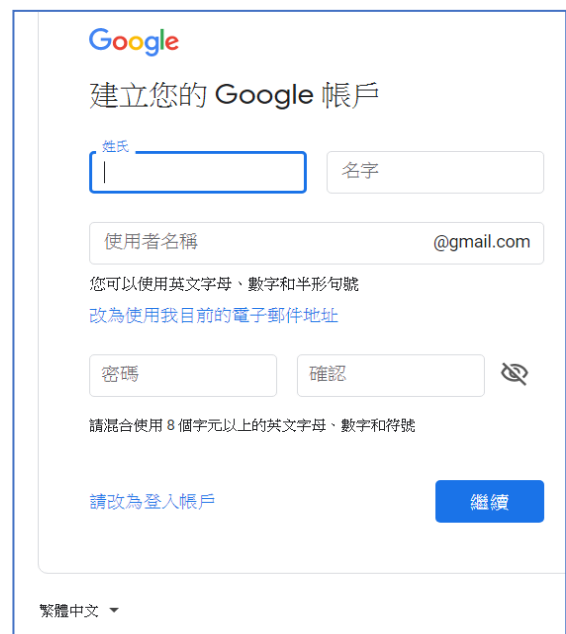 Google
建立您的 Google 帳戶
姓氏
名字
使用者名稱 @gmail.com
您可以使用英文字母、數字和半形句號
改為使用我目前的電子郵件地址
密碼 確認
請混合使用 8 個字元以上的英文字母、數字和符號
請改為登入帳戶 繼續
繁體中文